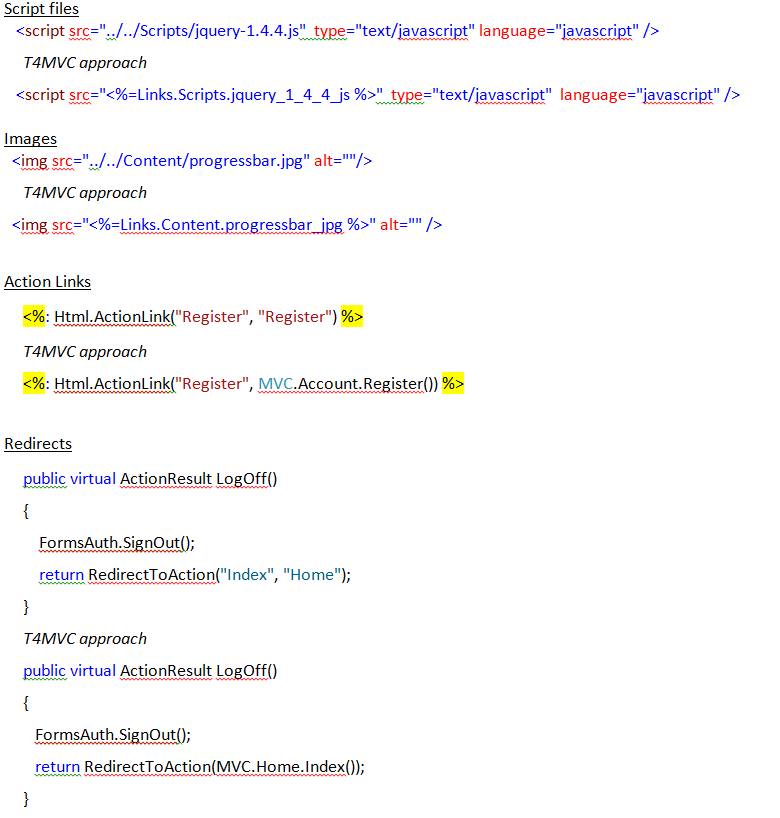 Script files
<script src="../../Scripts/jquery-1.4.4.js"  type="text/javascript" language="javascript" />
T4MVC approach
<script src="<%=Links.Scripts.jquery_1_4_4_js %>"  type="text/javascript"  language="javascript" />
Images
<img src="../../Content/progressbar.jpg" alt=""/>
T4MVC approach
<img src="<%=Links.Content.progressbar_jpg %>" alt="" />
Action Links
<%: Html.ActionLink("Register", "Register") %>
T4MVC approach
<%: Html.ActionLink("Register", MVC.Account.Register()) %>
Redirects
public virtual ActionResult LogOff()
{
FormsAuth.SignOut();
return RedirectToAction("Index", "Home");
}
T4MVC approach
public virtual ActionResult LogOff()
{
FormsAuth.SignOut();
return RedirectToAction(MVC.Home.Index());
}